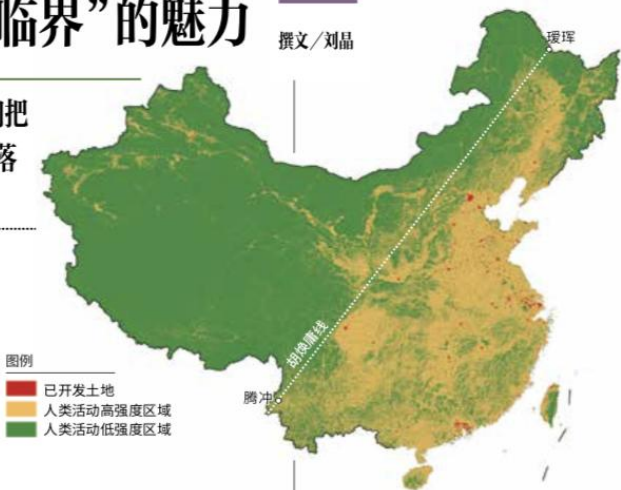 临界”的魅力
撰文／刘晶
把
落
瑷珲
胡焕庸线
腾冲
图例
已开发土地
人类活动高强度区域
人类活动低强度区域